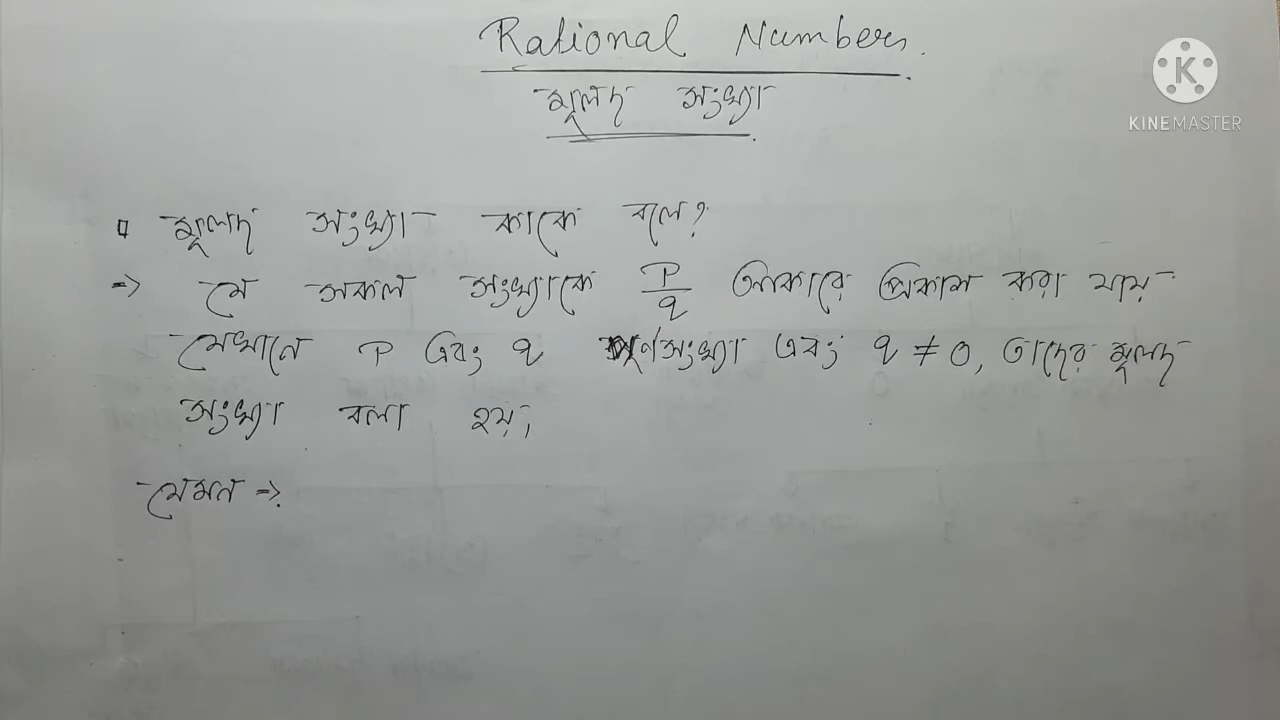 Rational Numbers.
KINEMASTER
মূলদ সংখ্যা
মূলদ সংখ্যা কাকে বলে?
=> যে সকল সংখ্যাকে P/q আকারে প্রকাশ করা যায়
যেখানে P এবং q পূর্ণসংখ্যা এবং q ≠ 0, তাদের মূলদ
সংখ্যা বলা হয়,
যেমন =>